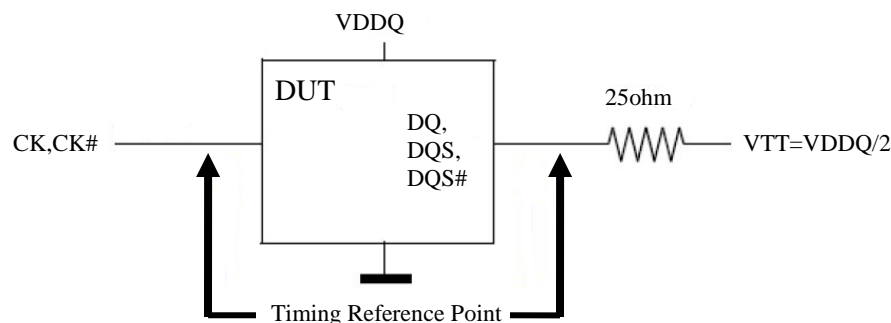 VDDQ
DUT
25ohm
CK,CK#
DQ,
DQS,
DQS#
VTT=VDDQ/2
Timing Reference Point